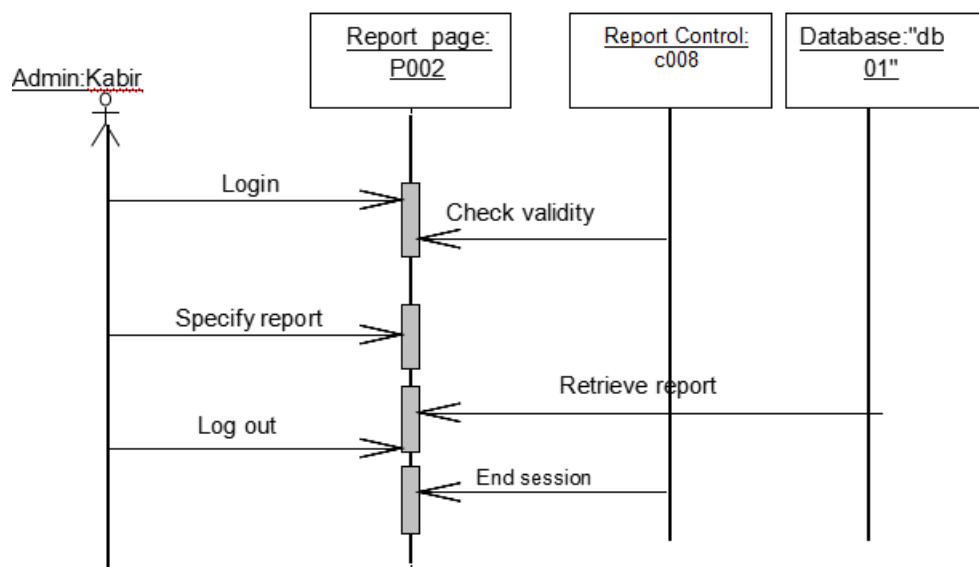 Report page:
P002
Report Control:
c008
Database:"db
01"
Admin:Kabir
Login
Check validity
Specify report
Retrieve report
Log out
End session